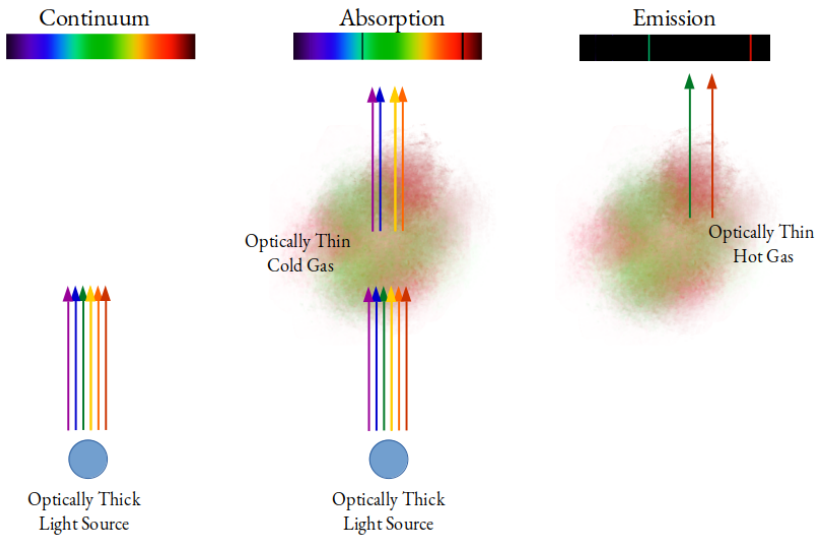 Continuum
Absorption
Emission
Optically Thin
Cold Gas
Optically Thin
Hot Gas
Optically Thick
Light Source
Optically Thick
Light Source